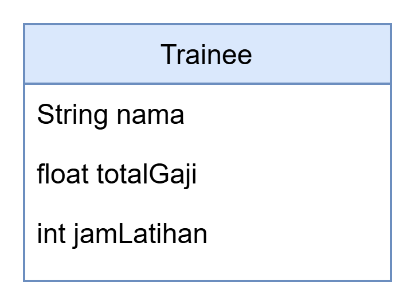 Trainee
String nama
float totalGaji
int jamLatihan